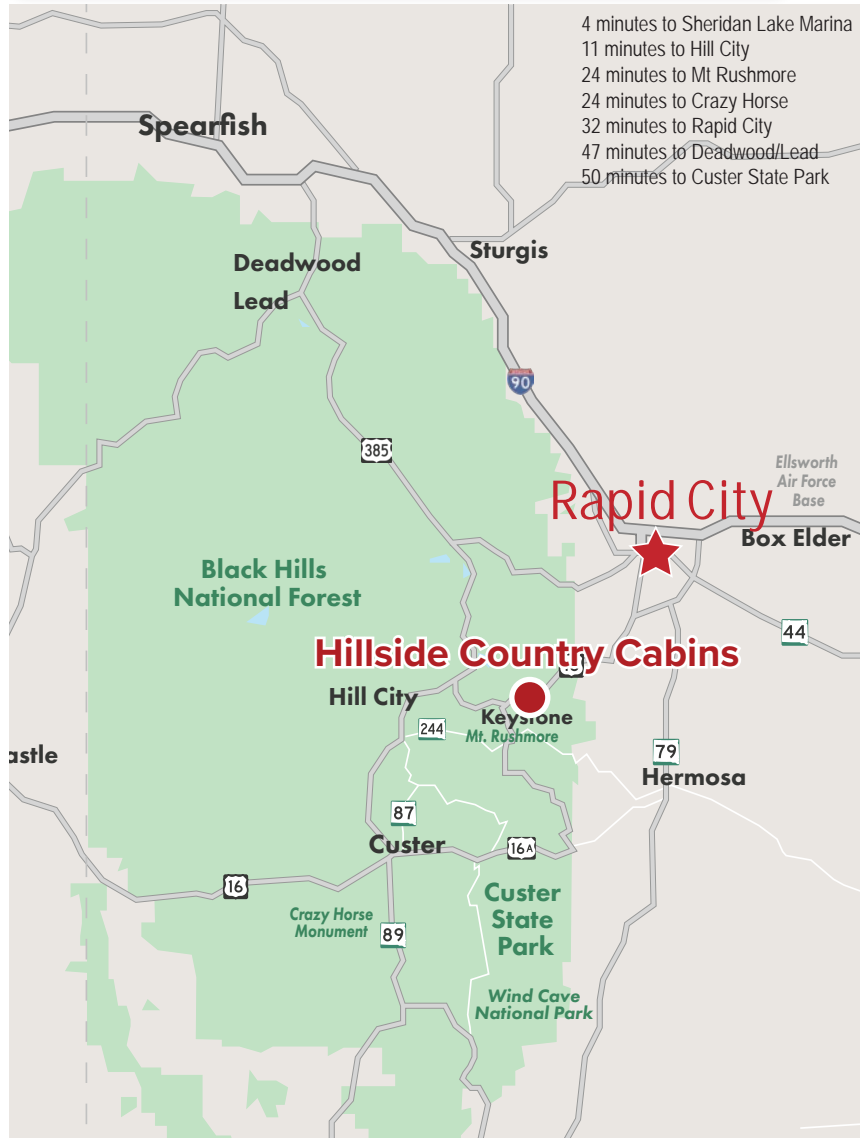 4 minutes to Sheridan Lake Marina
11 minutes to Hill City
24 minutes to Mt Rushmore
24 minutes to Crazy Horse
32 minutes to Rapid City
47 minutes to Deadwood/Lead
50 minutes to Custer State Park
Spearfish
Deadwood
Lead
Sturgis
90
385
Ellsworth
Air Force
Base
Rapid City
Box Elder
Black Hills
National Forest
44
Hillside Country Cabins
Hill City
Keystone
Mt. Rushmore
244
astle
79
Hermosa
87
Custer
16A
16
Custer
State
Park
Crazy Horse
Monument
89
Wind Cave
National Park